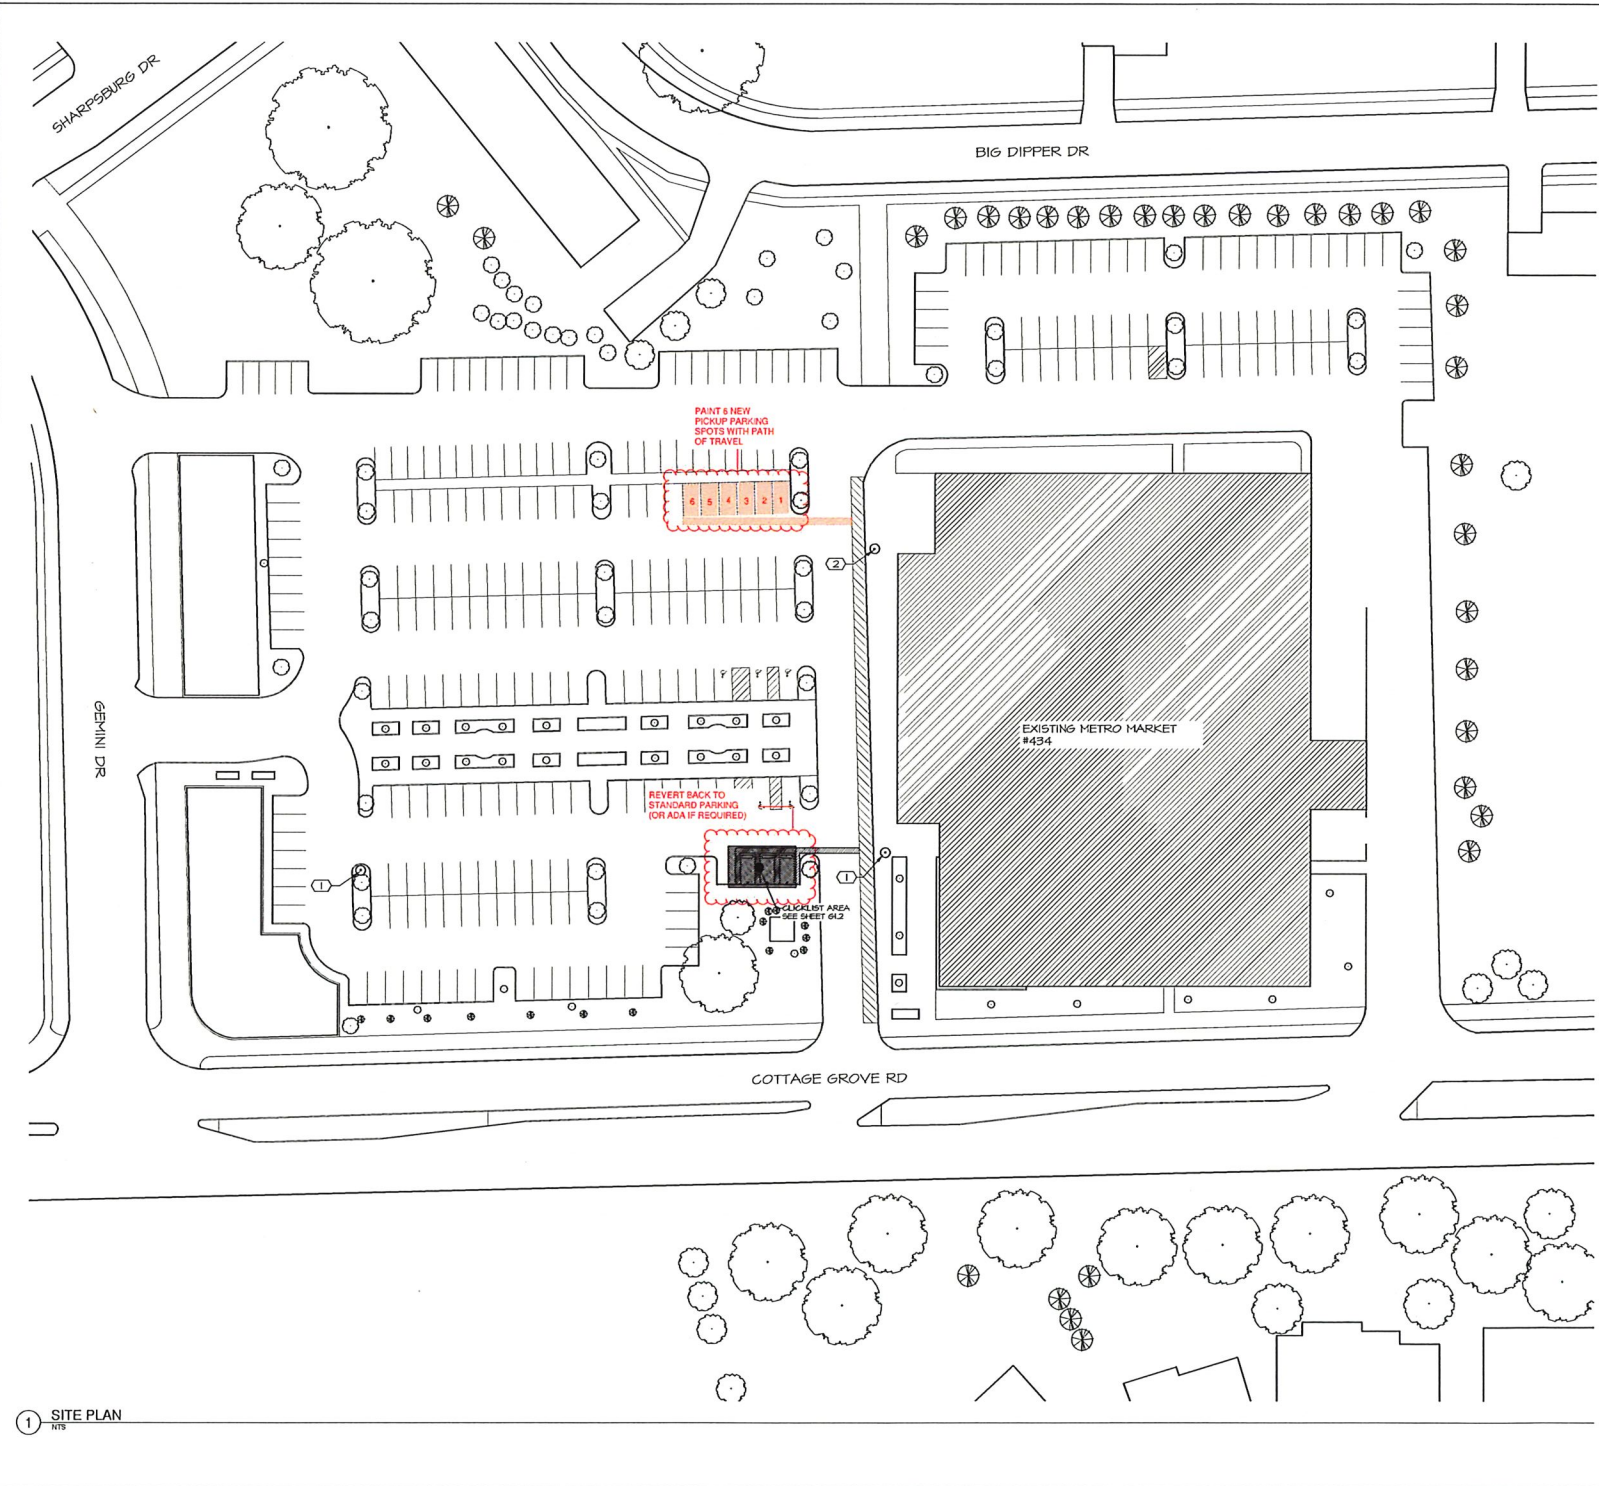 SHARPSBURG DR
BIG DIPPER DR
PAINT 6 NEW
PICKUP PARKING
SPOTS WITH PATH
OF TRAVEL
6 5 4 3 2 1
2
GEMINI DR
EXISTING METRO MARKET
#434
REVERT BACK TO
STANDARD PARKING
(OR ADA IF REQUIRED)
1
1
CLICKLIST AREA
SEE SHEET G1.2
COTTAGE GROVE RD
1 SITE PLAN
NTS